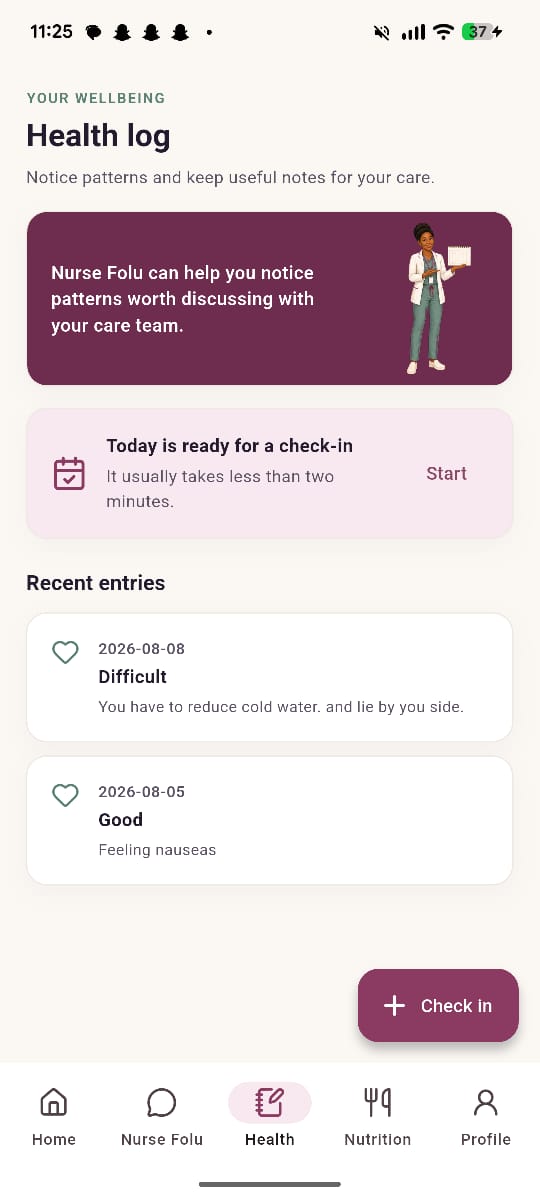 11:25
37
YOUR WELLBEING
Health log
Notice patterns and keep useful notes for your care.
Nurse Folu can help you notice
patterns worth discussing with
your care team.
Today is ready for a check-in
It usually takes less than two
minutes.
Start
Recent entries
2026-08-08
Difficult
You have to reduce cold water. and lie by you side.
2026-08-05
Good
Feeling nauseas
Check in
Home
Nurse Folu
Health
Nutrition
Profile